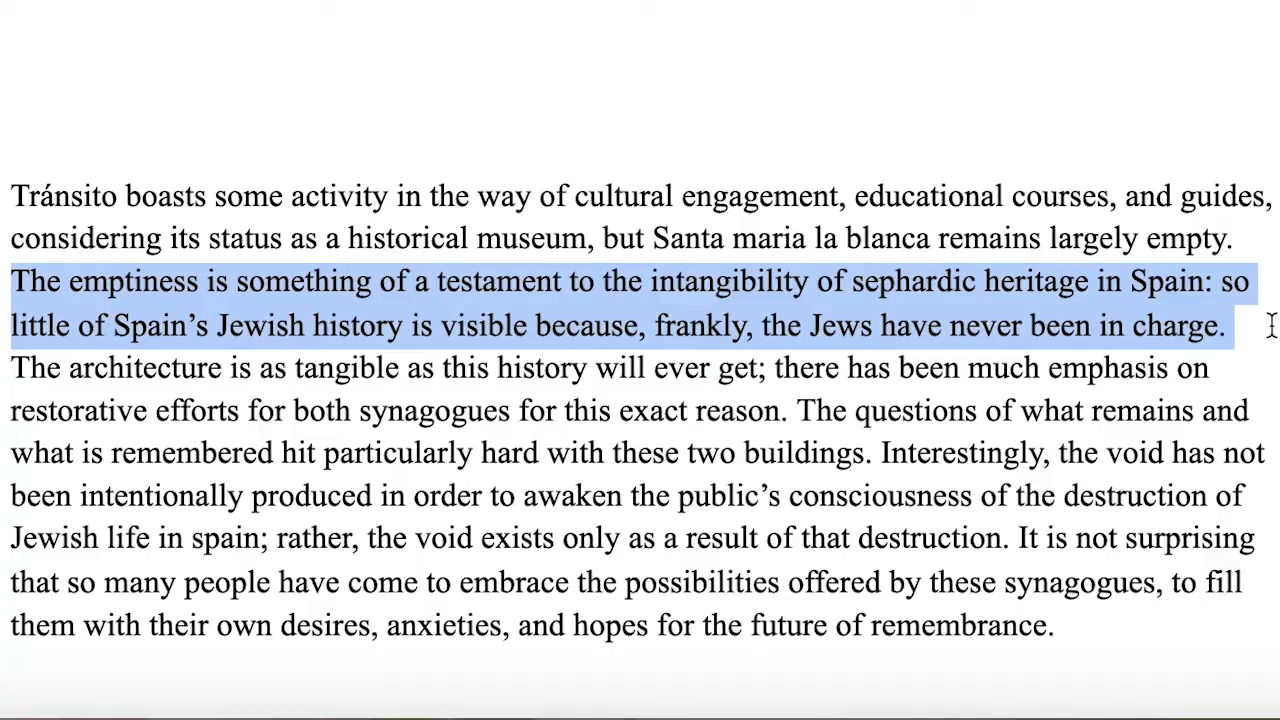 Tránsito boasts some activity in the way of cultural engagement, educational courses, and guides,
considering its status as a historical museum, but Santa maria la blanca remains largely empty.
The emptiness is something of a testament to the intangibility of sephardic heritage in Spain: so
little of Spain’s Jewish history is visible because, frankly, the Jews have never been in charge.
The architecture is as tangible as this history will ever get; there has been much emphasis on
restorative efforts for both synagogues for this exact reason. The questions of what remains and
what is remembered hit particularly hard with these two buildings. Interestingly, the void has not
been intentionally produced in order to awaken the public’s consciousness of the destruction of
Jewish life in spain; rather, the void exists only as a result of that destruction. It is not surprising
that so many people have come to embrace the possibilities offered by these synagogues, to fill
them with their own desires, anxieties, and hopes for the future of remembrance.